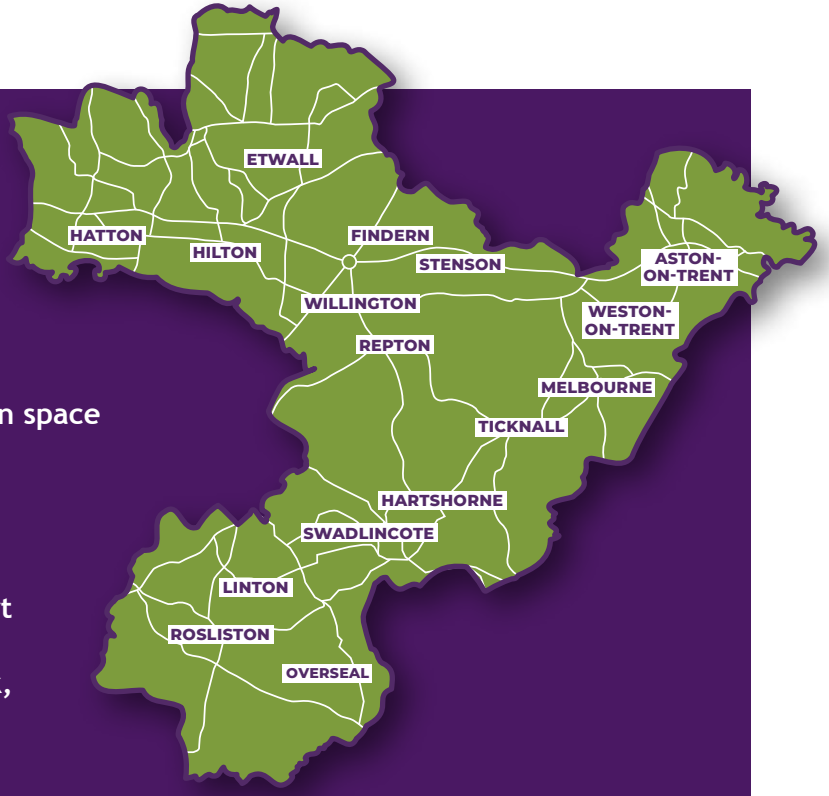 ETWALL
HATTON
HILTON
FINDERN
STENSON
ASTON-
ON-TRENT
WILLINGTON
WESTON-
ON-TRENT
REPTON
MELBOURNE
n space
TICKNALL
HARTSHORNE
SWADLINCOTE
LINTON
t
ROSLISTON
OVERSEAL
,